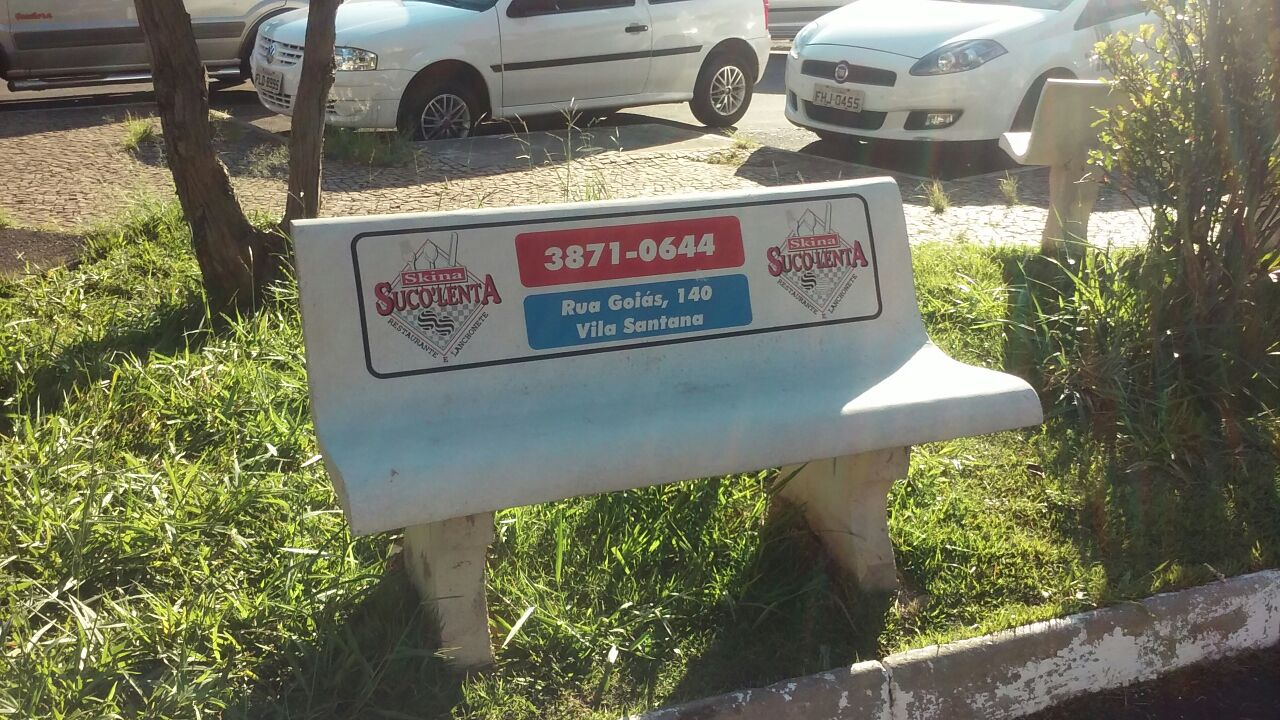 FHJ 0455
Skina
SUCO'LENTA
RESTAURANTE E LANCHONETE
3871-0644
Rua Goiás, 140
Vila Santana
Skina
SUCO'LENTA
RESTAURANTE E LANCHONETE